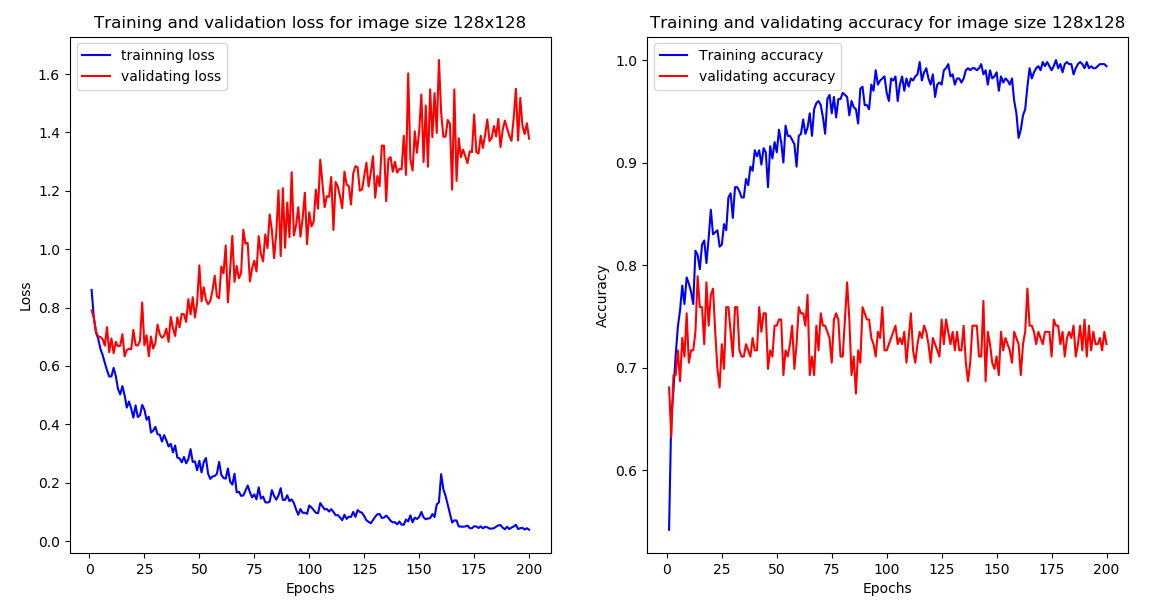 Training and validation loss for image size 128x128
trainning loss
validating loss
1.6
1.4
1.2
1.0
0.8
0.6
0.4
0.2
0.0
Loss
0 25 50 75 100 125 150 175 200
Epochs
Training and validating accuracy for image size 128x128
Training accuracy
validating accuracy
1.0
0.9
0.8
0.7
0.6
Accuracy
0 25 50 75 100 125 150 175 200
Epochs